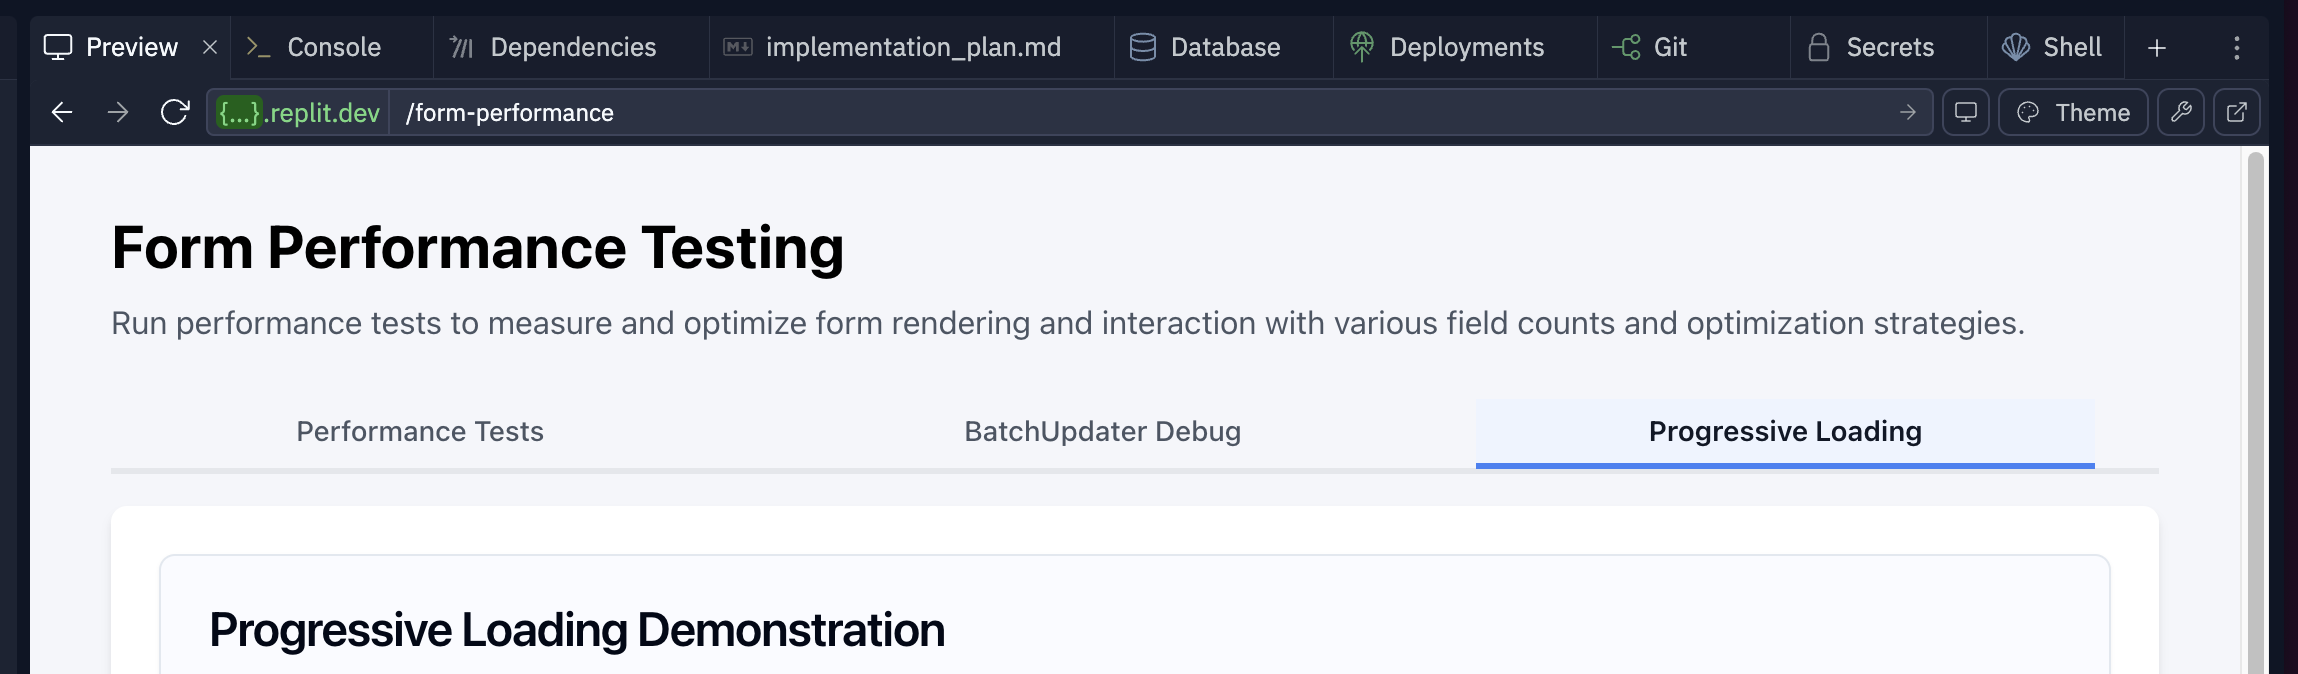 Preview Console Dependencies implementation_plan.md Database Deployments Git Secrets Shell
{...}.replit.dev /form-performance Theme
Form Performance Testing
Run performance tests to measure and optimize form rendering and interaction with various field counts and optimization strategies.
Performance Tests BatchUpdater Debug Progressive Loading
Progressive Loading Demonstration